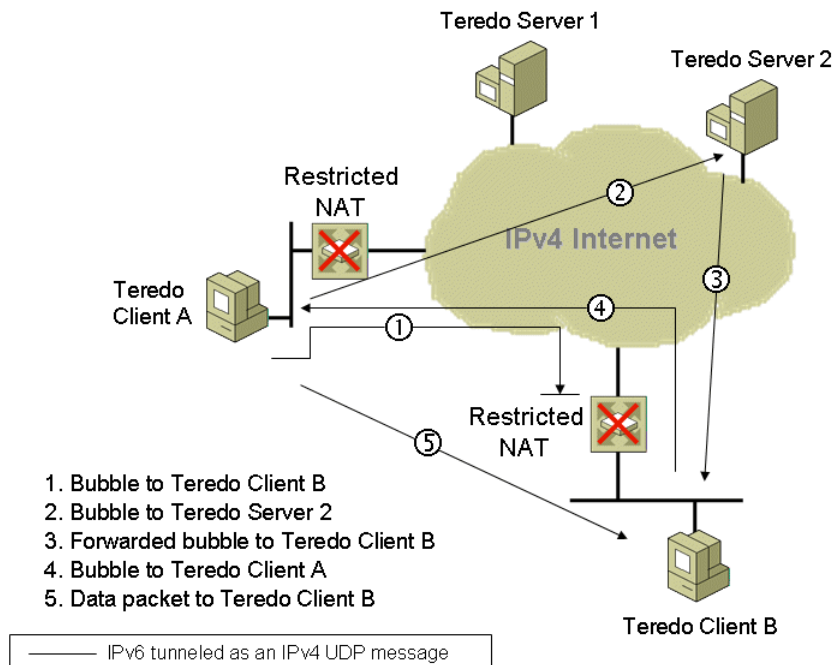 Teredo Server 1
Teredo Server 2
Restricted
NAT
IPv4 Internet
2
3
Teredo
Client A
4
1
Restricted
NAT
5
1. Bubble to Teredo Client B
2. Bubble to Teredo Server 2
3. Forwarded bubble to Teredo Client B
4. Bubble to Teredo Client A
5. Data packet to Teredo Client B
Teredo Client B
IPv6 tunneled as an IPv4 UDP message